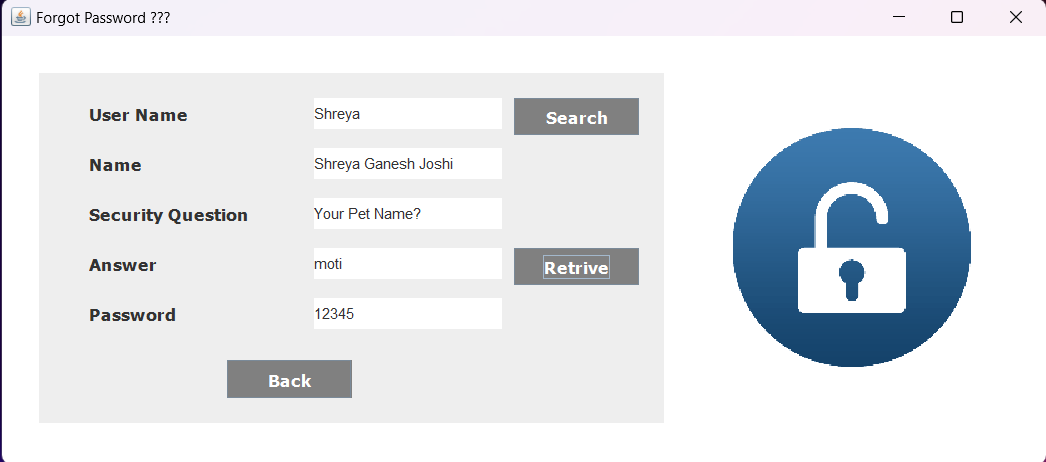 Forgot Password ???
User Name Shreya Search
Name Shreya Ganesh Joshi
Security Question Your Pet Name?
Answer moti Retrive
Password 12345
Back